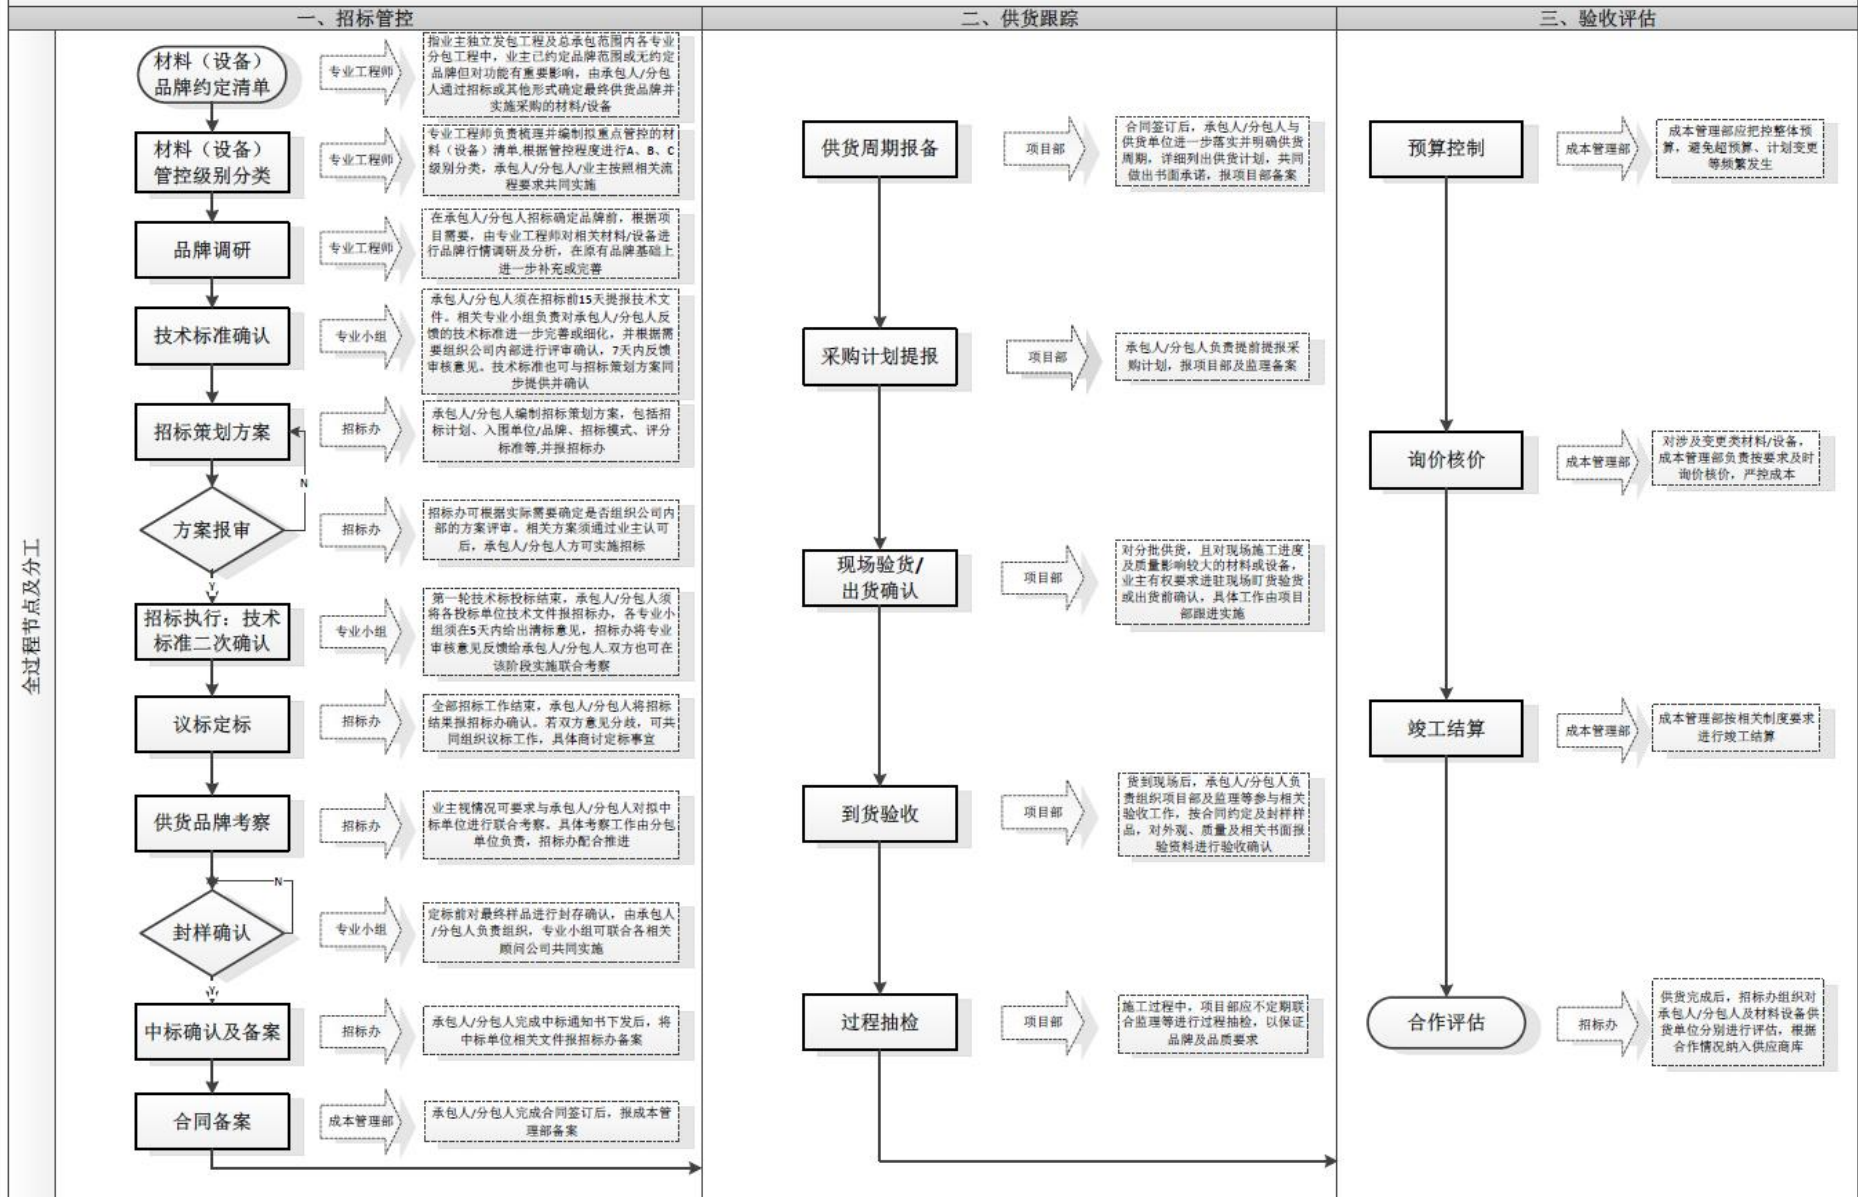 一、招标管控
二、供货跟踪
三、验收评估
全过程节点及分工
材料（设备）
品牌约定清单
专业工程师
指业主独立发包工程及总承包范围内各专业
分包工程中，业主已约定品牌范围或无约定
品牌但对功能有重要影响，由承包人/分包
人通过招标或其他形式确定最终供货品牌并
实施采购的材料/设备
材料（设备）
管控级别分类
专业工程师
专业工程师负责梳理并编制拟重点管控的材
料（设备）清单,根据管控程度进行A、B、C
级别分类，承包人/分包人/业主按照相关流
程要求共同实施
品牌调研
专业工程师
在承包人/分包人招标确定品牌前，根据项
目需要，由专业工程师对相关材料/设备进
行品牌行情调研及分析，在原有品牌基础上
进一步补充或完善
技术标准确认
专业小组
承包人/分包人须在招标前15天提报技术文
件。相关专业小组负责对承包人/分包人反
馈的技术标准进一步完善或细化，并根据需
要组织公司内部进行评审确认，7天内反馈
审核意见。技术标准也可与招标策划方案同
步提供并确认
招标策划方案
招标办
承包人/分包人编制招标策划方案，包括招
标计划、入围单位/品牌、招标模式、评分
标准等,并报招标办
N
方案报审
招标办
招标办可根据实际需要确定是否组织公司内
部的方案评审。相关方案须通过业主认可
后，承包人/分包人方可实施招标
Y
招标执行：技术
标准二次确认
专业小组
第一轮技术标投标结束，承包人/分包人须
将各投标单位技术文件报招标办，各专业小
组须在5天内给出清标意见，招标办将专业
审核意见反馈给承包人/分包人.双方也可在
该阶段实施联合考察
议标定标
招标办
全部招标工作结束，承包人/分包人将招标
结果报招标办确认。若双方意见分歧，可共
同组织议标工作，具体商讨定标事宜
供货品牌考察
招标办
业主视情况可要求与承包人/分包人对拟中
标单位进行联合考察。具体考察工作由分包
单位负责，招标办配合推进
N
封样确认
专业小组
定标前对最终样品进行封存确认，由承包人
/分包人负责组织，专业小组可联合各相关
顾问公司共同实施
Y
中标确认及备案
招标办
承包人/分包人完成中标通知书下发后，将
中标单位相关文件报招标办备案
合同备案
成本管理部
承包人/分包人完成合同签订后，报成本管
理部备案
供货周期报备
项目部
合同签订后，承包人/分包人与
供货单位进一步落实并明确供货
周期，详细列出供货计划，共同
做出书面承诺，报项目部备案
采购计划提报
项目部
承包人/分包人负责提前提报采
购计划，报项目部及监理备案
现场验货/
出货确认
项目部
对分批供货，且对现场施工进度
及质量影响较大的材料或设备，
业主有权要求进驻现场盯货验货
或出货前确认，具体工作由项目
部跟进实施
到货验收
项目部
货到现场后，承包人/分包人负
责组织项目部及监理等参与相关
验收工作，按合同约定及封样样
品，对外观、质量及相关书面报
验资料进行验收确认
过程抽检
项目部
施工过程中，项目部应不定期联
合监理等进行过程抽检，以保证
品牌及品质要求
预算控制
成本管理部
成本管理部应把控整体预
算，避免超预算、计划变更
等频繁发生
询价核价
成本管理部
对涉及变更类材料/设备，
成本管理部负责按要求及时
询价核价，严控成本
竣工结算
成本管理部
成本管理部按相关制度要求
进行竣工结算
合作评估
招标办
供货完成后，招标办组织对
承包人/分包人及材料设备供
货单位分别进行评估，根据
合作情况纳入供应商库